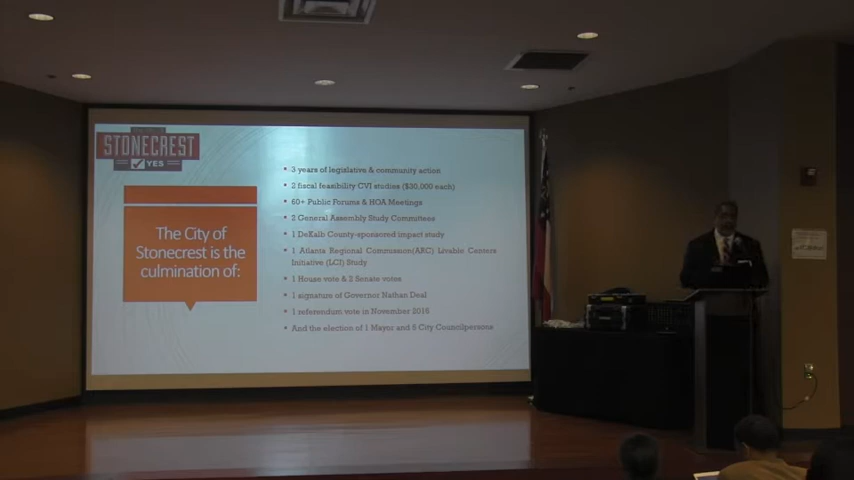 STONECREST
YES
The City of
Stonecrest is the
culmination of:
3 years of legislative & community action
2 fiscal feasibility CVI studies ($30,000 each)
60+ Public Forums & HOA Meetings
2 General Assembly Study Committees
1 DeKalb County-sponsored impact study
1 Atlanta Regional Commission(ARC) Livable Centers
Initiative (LCI) Study
1 House vote & 2 Senate votes
1 signature of Governor Nathan Deal
1 referendum vote in November 2016
And the election of 1 Mayor and 5 City Councilpersons